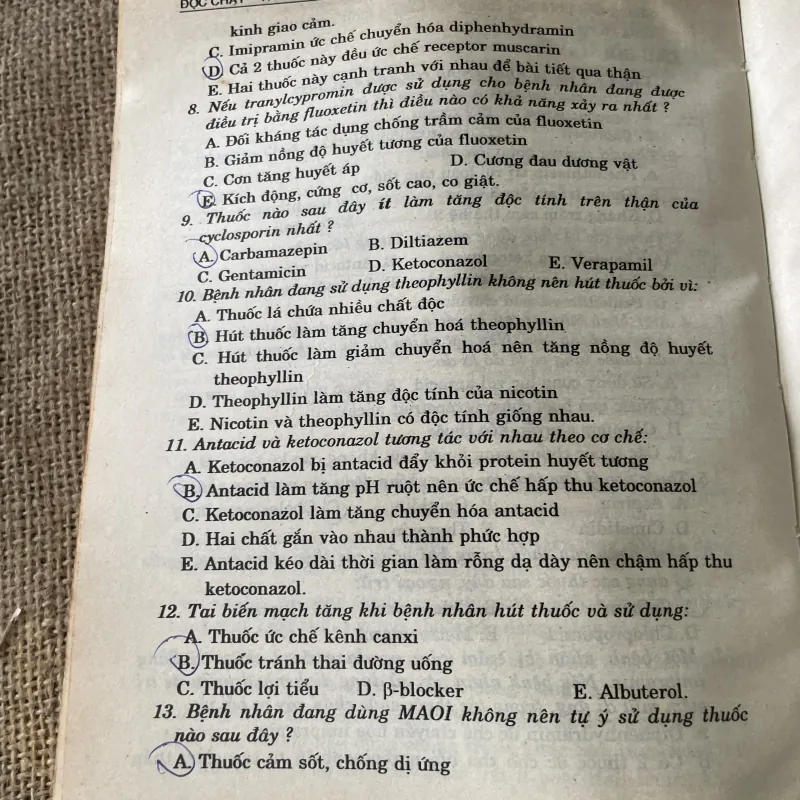 ĐỘC CHẤT
kinh giao cảm.
C. Imipramin ức chế chuyển hóa diphenhydramin
D. Cả 2 thuốc này đều ức chế receptor muscarin
E. Hai thuốc này cạnh tranh với nhau để bài tiết qua thận
8. Nếu tranylcypromin được sử dụng cho bệnh nhân đang được
điều trị bằng fluoxetin thì điều nào có khả năng xảy ra nhất ?
A. Đối kháng tác dụng chống trầm cảm của fluoxetin
B. Giảm nồng độ huyết tương của fluoxetin
C. Cơn tăng huyết áp D. Cương đau dương vật
E. Kích động, cứng cơ, sốt cao, co giật.
9. Thuốc nào sau đây ít làm tăng độc tính trên thận của
cyclosporin nhất ?
A. Carbamazepin B. Diltiazem
C. Gentamicin D. Ketoconazol E. Verapamil
10. Bệnh nhân đang sử dụng theophyllin không nên hút thuốc bởi vì:
A. Thuốc lá chứa nhiều chất độc
B. Hút thuốc làm tăng chuyển hoá theophyllin
C. Hút thuốc làm giảm chuyển hoá nên tăng nồng độ huyết
theophyllin
D. Theophyllin làm tăng độc tính của nicotin
E. Nicotin và theophyllin có độc tính giống nhau.
11. Antacid và ketoconazol tương tác với nhau theo cơ chế:
A. Ketoconazol bị antacid đẩy khỏi protein huyết tương
B. Antacid làm tăng pH ruột nên ức chế hấp thu ketoconazol
C. Ketoconazol làm tăng chuyển hóa antacid
D. Hai chất gắn vào nhau thành phức hợp
E. Antacid kéo dài thời gian làm rỗng dạ dày nên chậm hấp thu
ketoconazol.
12. Tai biến mạch tăng khi bệnh nhân hút thuốc và sử dụng:
A. Thuốc ức chế kênh canxi
B. Thuốc tránh thai đường uống
C. Thuốc lợi tiểu D. β-blocker E. Albuterol.
13. Bệnh nhân đang dùng MAOI không nên tự ý sử dụng thuốc
nào sau đây ?
A. Thuốc cảm sốt, chống dị ứng